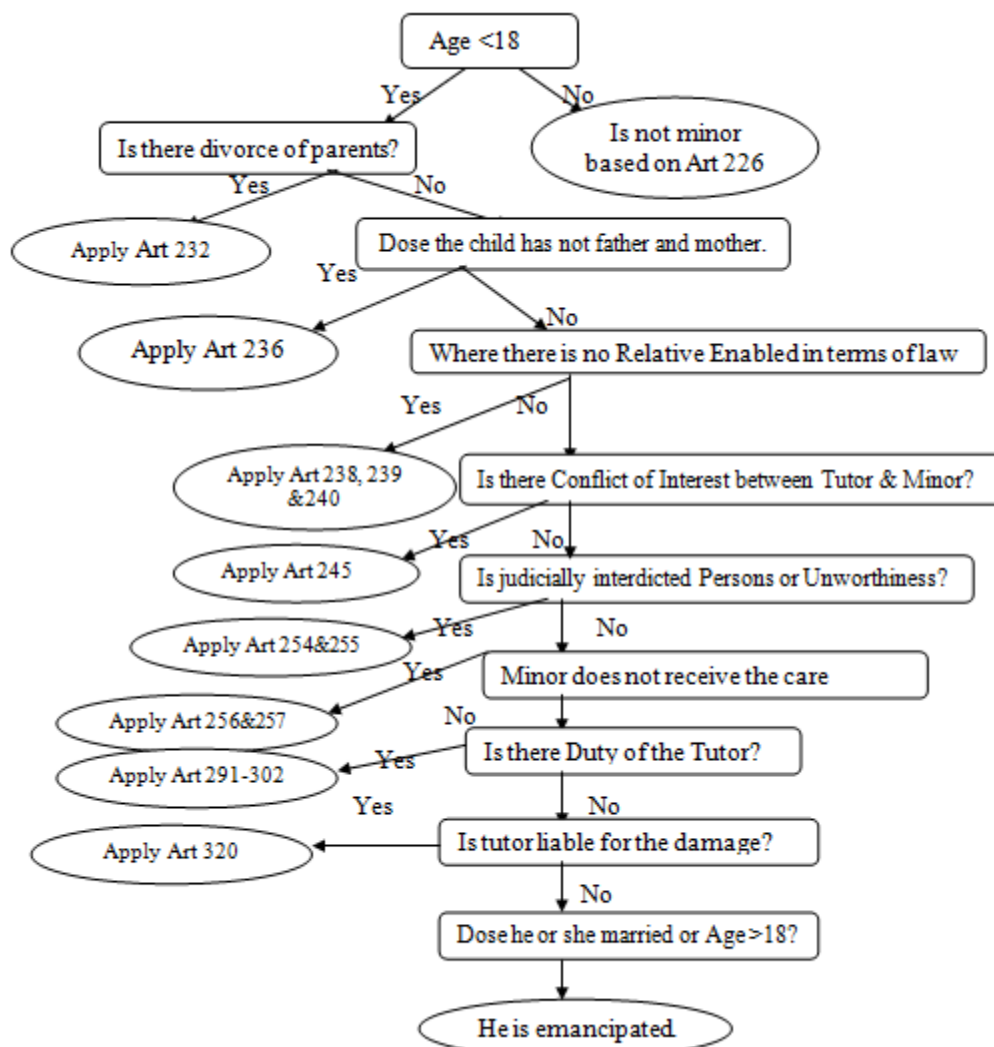 Age <18
Yes
No
Is there divorce of parents?
Is not minor
based on Art 226
Yes
No
Apply Art 232
Dose the child has not father and mother.
Yes
No
Apply Art 236
Where there is no Relative Enabled in terms of law
Yes
No
Apply Art 238, 239
&240
Is there Conflict of Interest between Tutor & Minor?
Yes
No
Apply Art 245
Is judicially interdicted Persons or Unworthiness?
Yes
No
Apply Art 254&255
Yes
Minor does not receive the care
Apply Art 256&257
No
Is there Duty of the Tutor?
Yes
Apply Art 291-302
Yes
No
Is tutor liable for the damage?
Apply Art 320
No
Dose he or she married or Age >18?
He is emancipated.